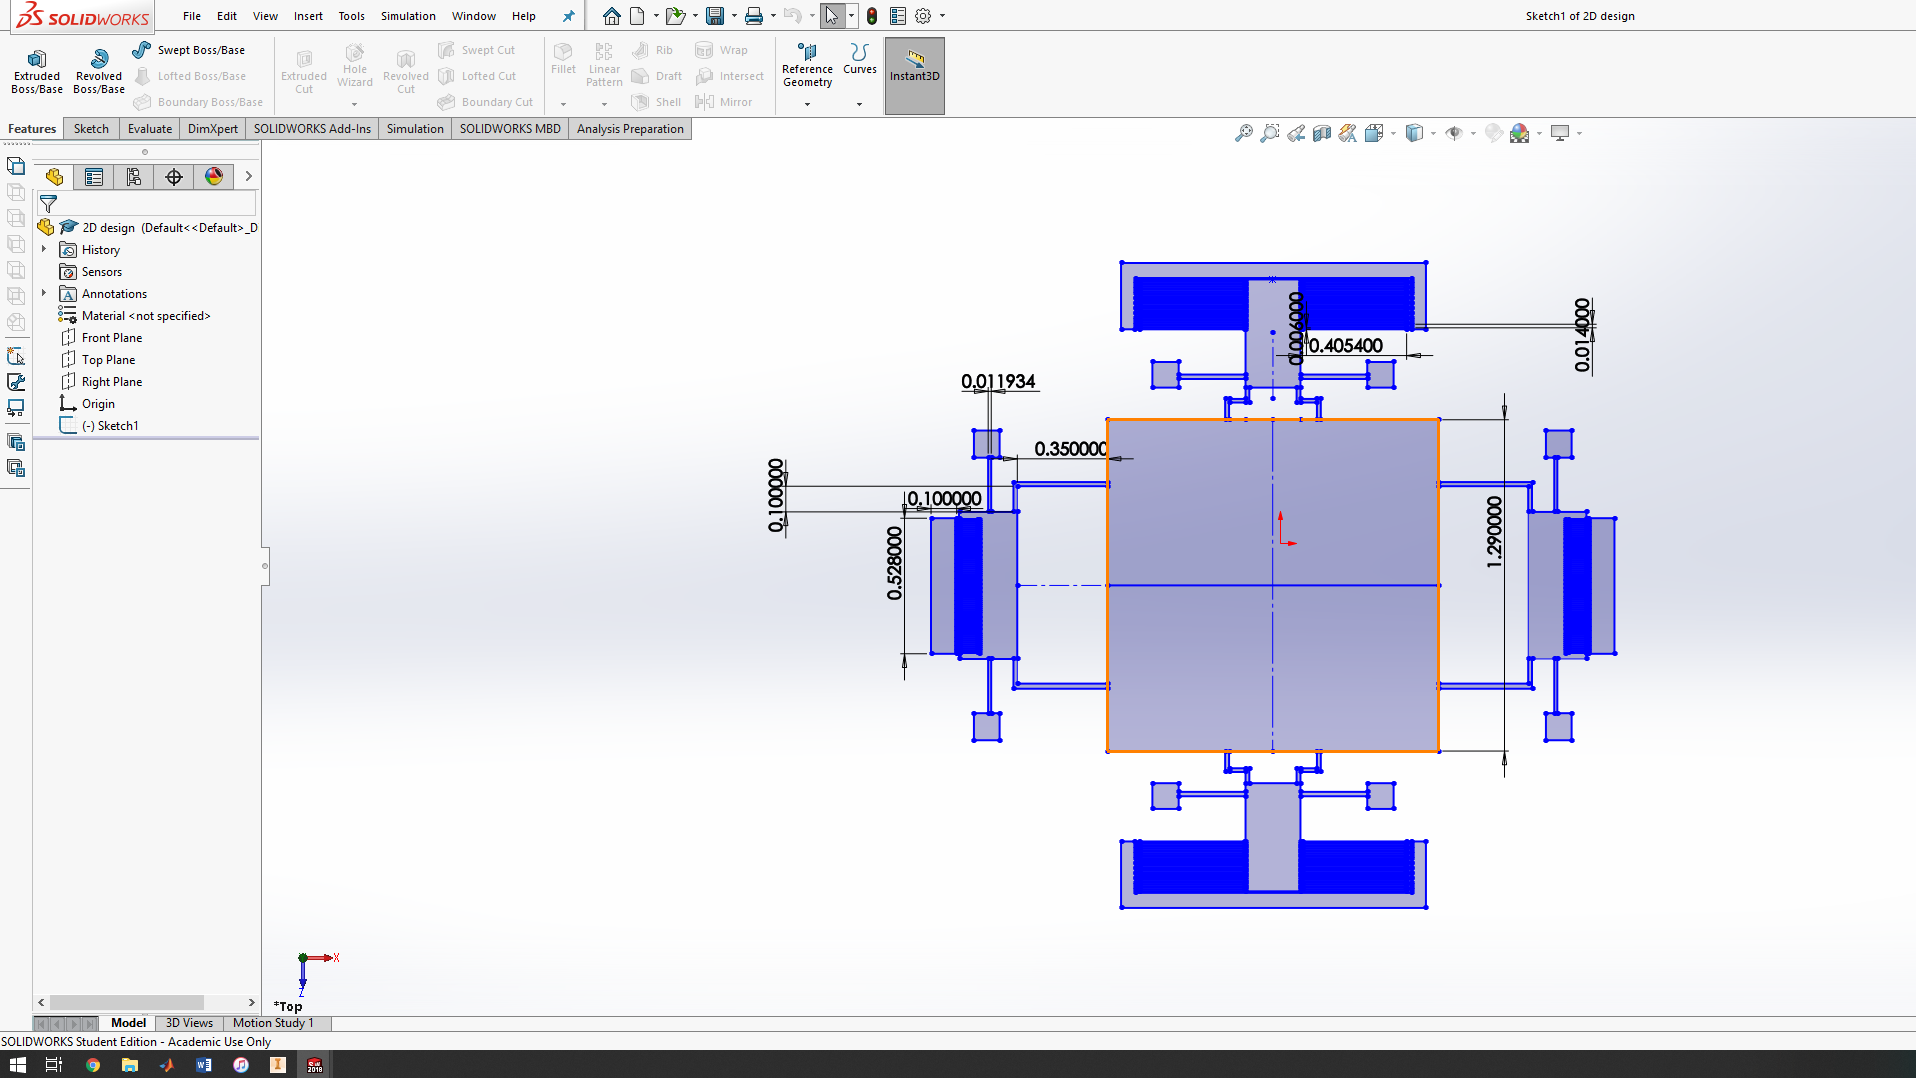 SOLIDWORKS File Edit View Insert Tools Simulation Window Help Sketch1 of 2D design
Extruded Boss/Base
Revolved Boss/Base
Swept Boss/Base
Lofted Boss/Base
Boundary Boss/Base
Extruded Cut
Hole Wizard
Revolved Cut
Swept Cut
Lofted Cut
Boundary Cut
Fillet
Linear Pattern
Rib
Draft
Shell
Wrap
Intersect
Mirror
Reference Geometry
Curves
Instant3D
Features Sketch Evaluate DimXpert SOLIDWORKS Add-Ins Simulation SOLIDWORKS MBD Analysis Preparation
2D design (Default<<Default>_D
History
Sensors
Annotations
Material <not specified>
Front Plane
Top Plane
Right Plane
Origin
(-) Sketch1
0.006000
0.405400
0.014000
0.011934
0.350000
0.100000
0.100000
0.528000
1.290000
X
Z
*Top
Model 3D Views Motion Study 1
SOLIDWORKS Student Edition - Academic Use Only